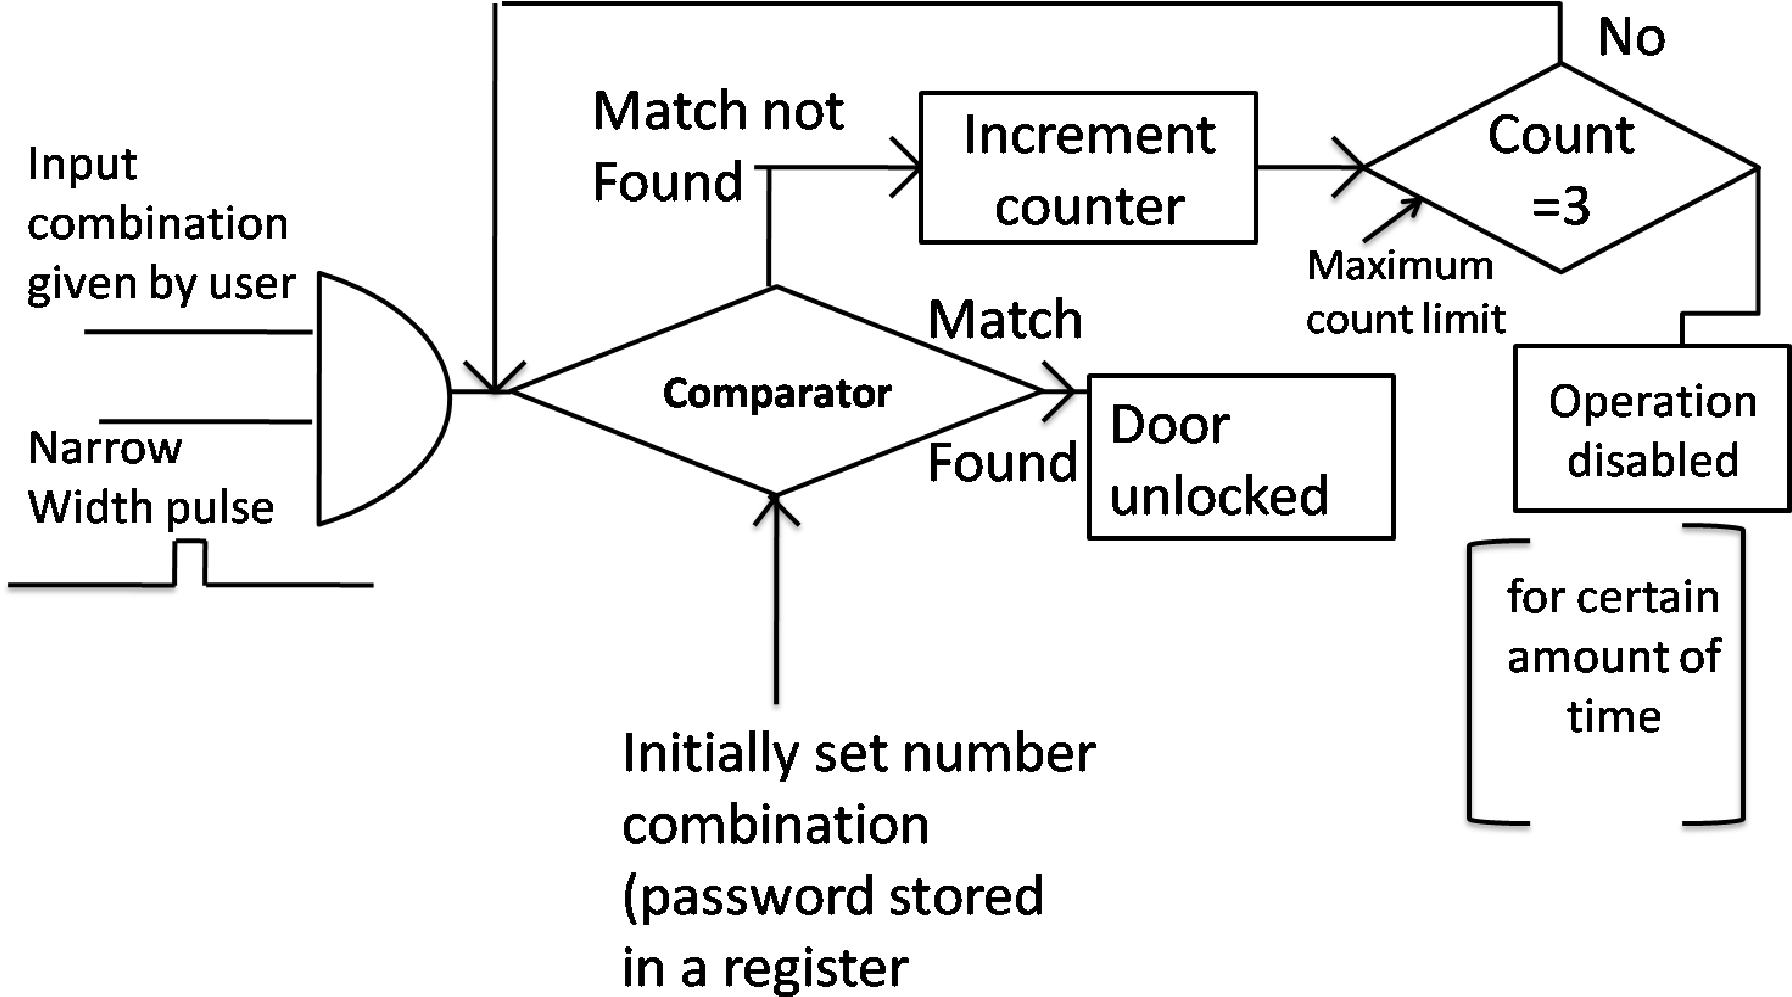 No
Match not
Found
Increment
counter
Count
=3
Input
combination
given by user
Maximum
count limit
Match
Found
Comparator
Door
unlocked
Operation
disabled
Narrow
Width pulse
for certain
amount of
time
Initially set number
combination
(password stored
in a register